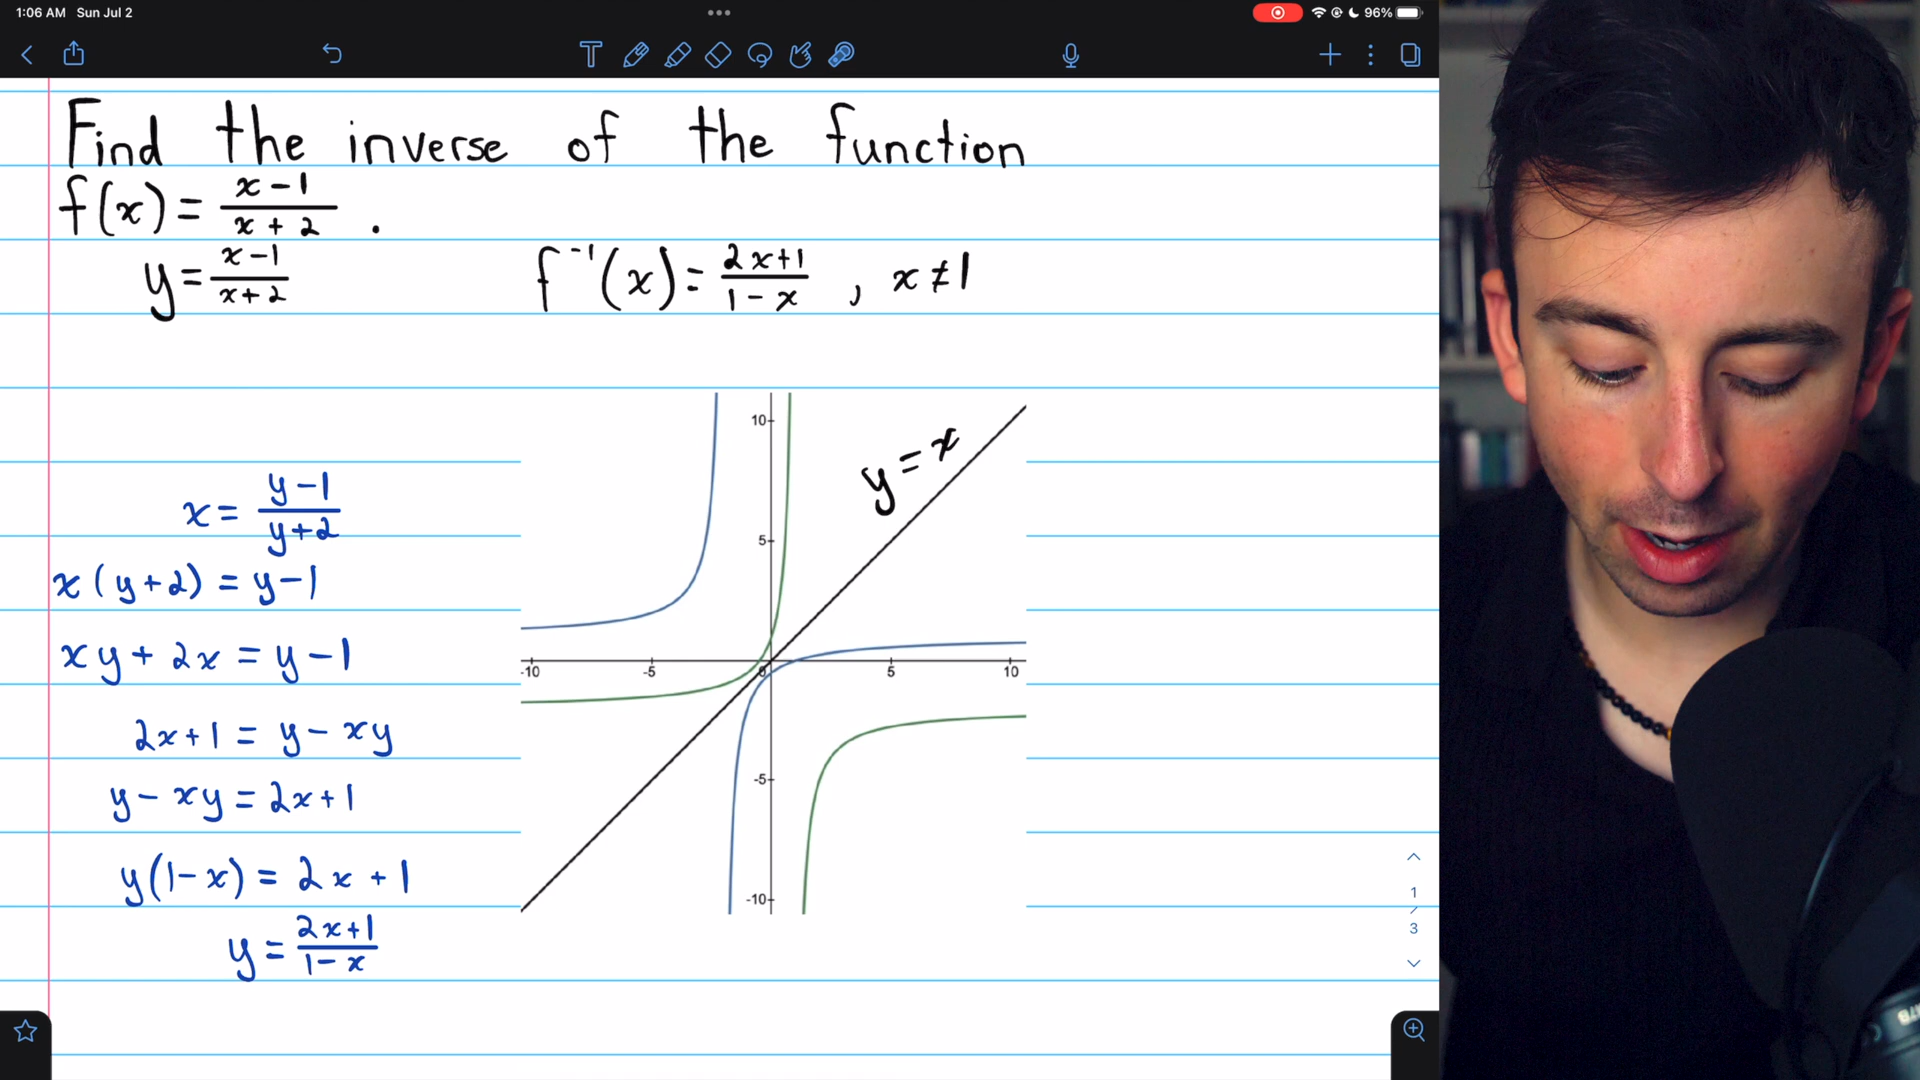 1:06 AM Sun Jul 2
96%
Find the inverse of the function
f(x) = x-1 / x+2 .
y = x-1 / x+2
f⁻¹(x) = 2x+1 / 1-x , x ≠ 1
x = y-1 / y+2
x(y+2) = y-1
xy + 2x = y-1
2x+1 = y-xy
y-xy = 2x+1
y(1-x) = 2x+1
y = 2x+1 / 1-x
y = x
10
5
-10 -5 0 5 10
-5
-10
1
/
3